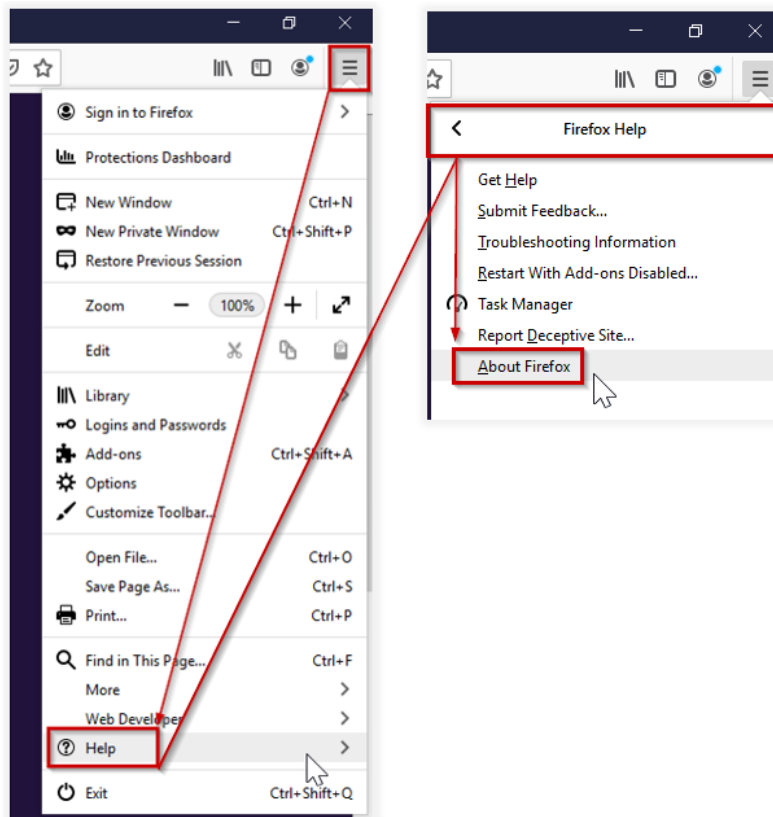 Sign in to Firefox
Protections Dashboard
New Window Ctrl+N
New Private Window Ctrl+Shift+P
Restore Previous Session
Zoom 100%
Edit
Library
Logins and Passwords
Add-ons Ctrl+Shift+A
Options
Customize Toolbar...
Open File... Ctrl+O
Save Page As... Ctrl+S
Print... Ctrl+P
Find in This Page... Ctrl+F
More
Web Developer
Help
Exit Ctrl+Shift+Q
Firefox Help
Get Help
Submit Feedback...
Troubleshooting Information
Restart With Add-ons Disabled...
Task Manager
Report Deceptive Site...
About Firefox